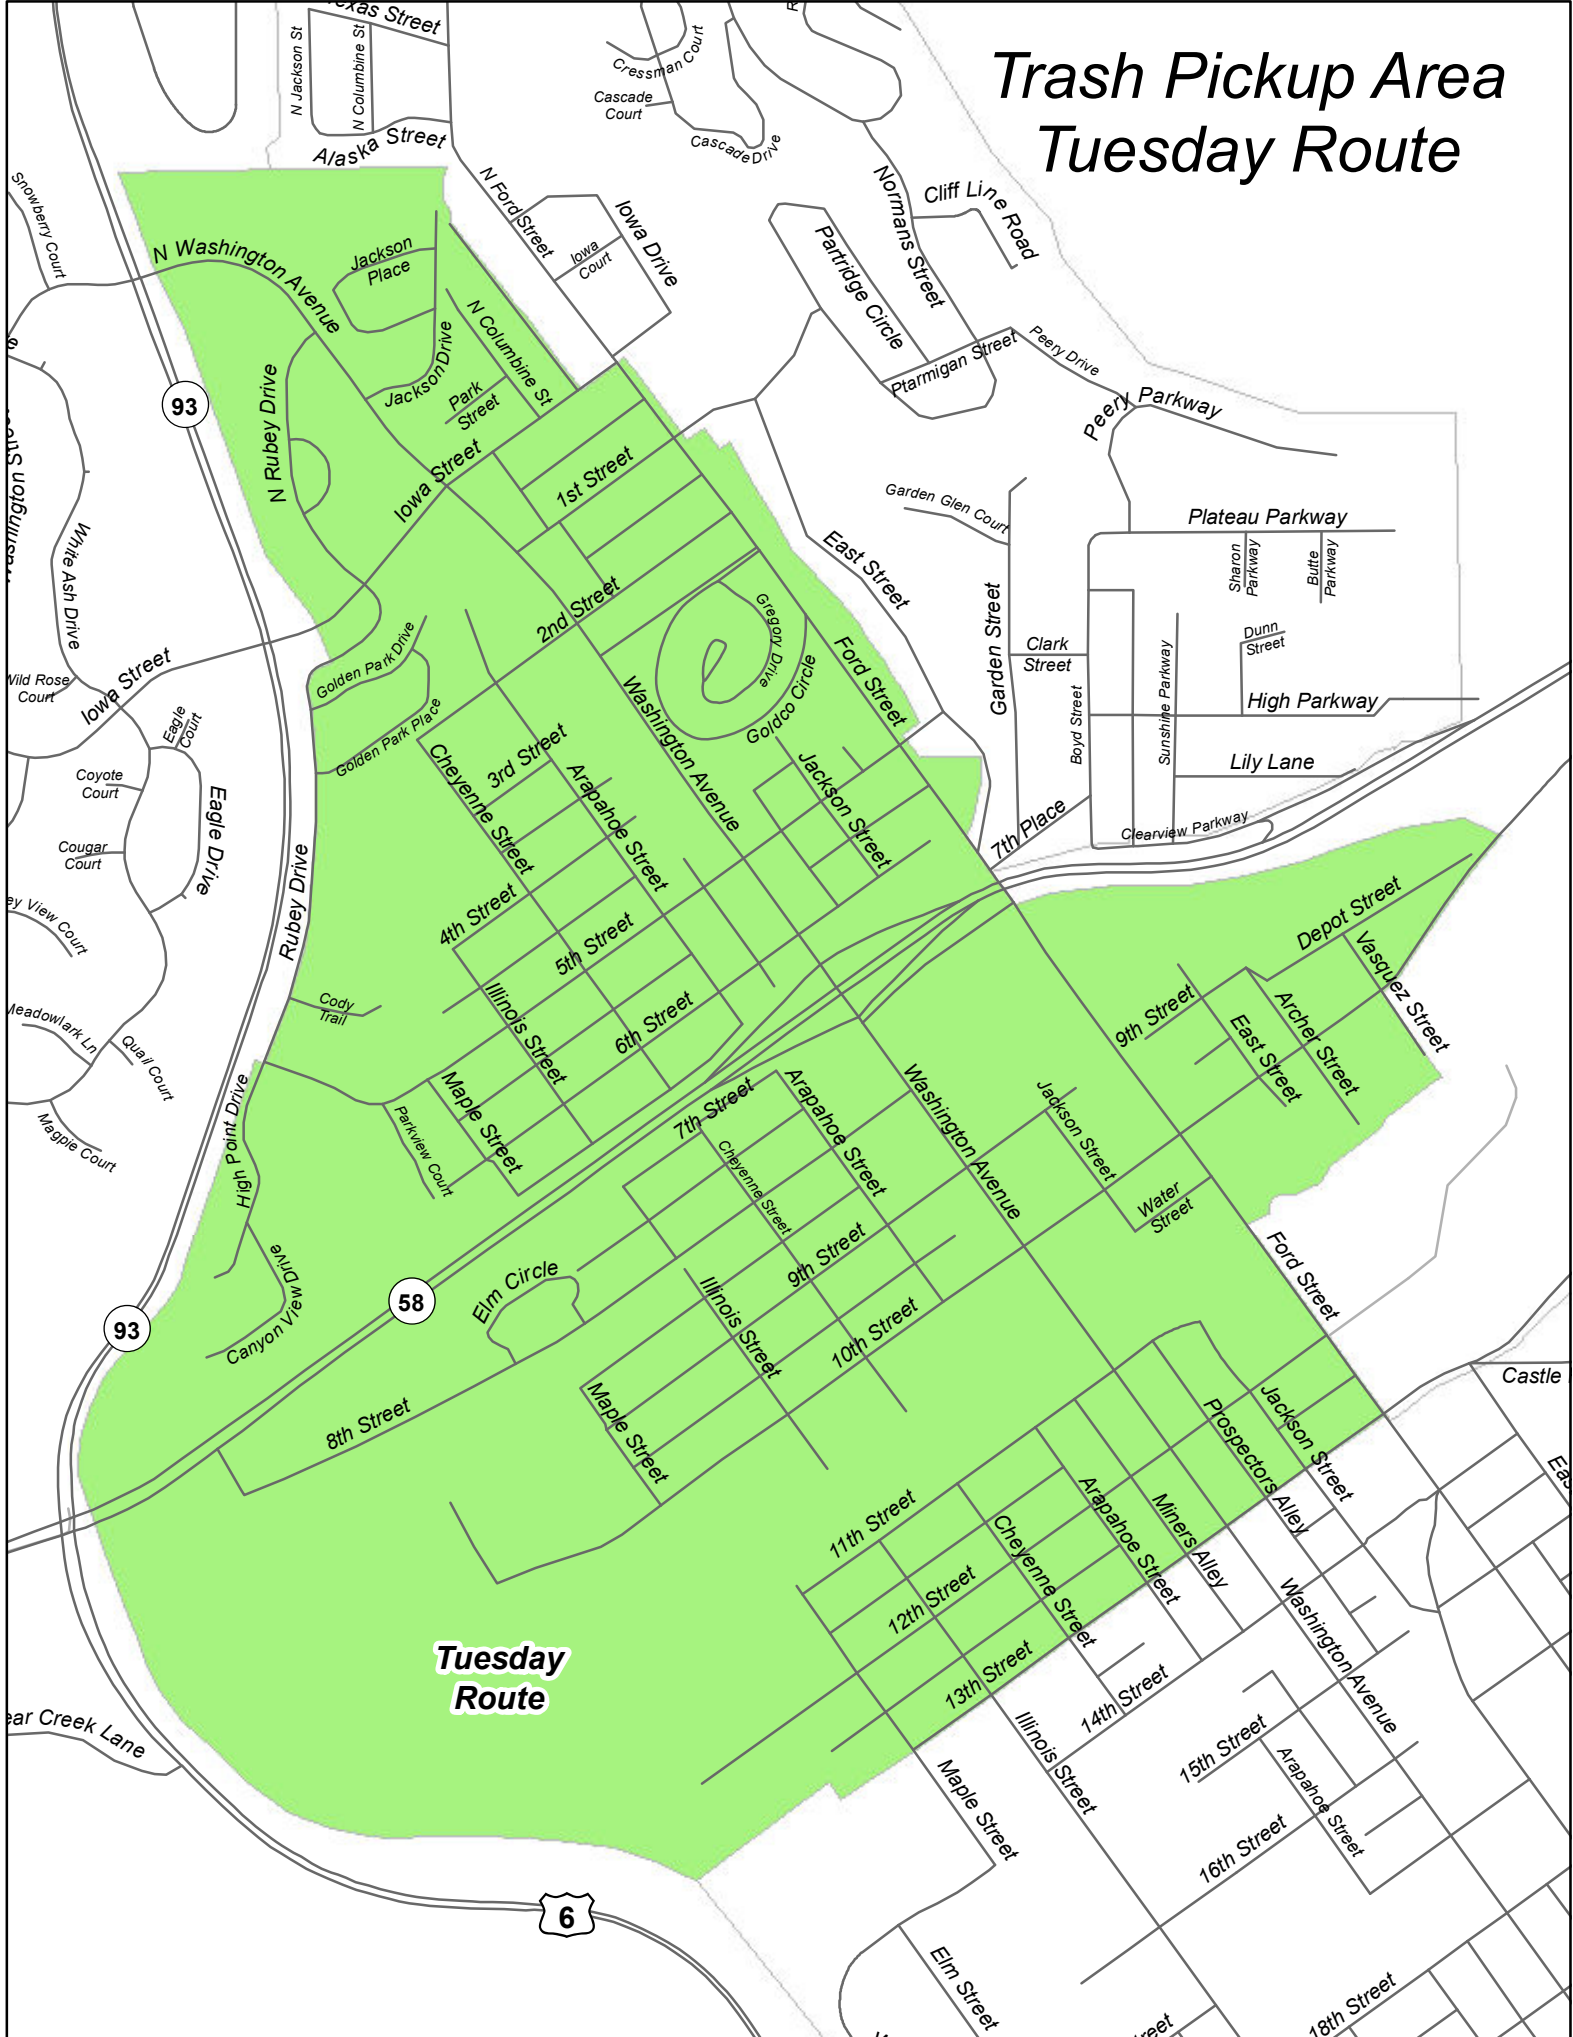 Trash Pickup Area
Tuesday Route
Texas Street
N Jackson St
N Columbine St
Alaska Street
Cressman Court
Cascade
Court
Cascade Drive
N Ford Street
Iowa Drive
Iowa
Court
Normans Street
Cliff Line Road
Partridge Circle
Ptarmigan Street
Peery Drive
Peery Parkway
Snowberry Court
N Washington Avenue
Jackson
Place
Jackson Drive
N Columbine St
Park
Street
93
N Rubey Drive
Iowa Street
1st Street
2nd Street
Garden Glen Court
Plateau Parkway
Sharon
Parkway
Butte
Parkway
East Street
Garden Street
Clark
Street
Boyd Street
Sunshine Parkway
Dunn
Street
High Parkway
Lily Lane
7th Place
Clearview Parkway
Washington Street
White Ash Drive
Wild Rose
Court
Iowa Street
Eagle
Court
Coyote
Court
Cougar
Court
Eagle Drive
ey View Court
Meadowlark Ln
Quail Court
Magpie Court
Golden Park Drive
Golden Park Place
Gregory Drive
Goldco Circle
Ford Street
Washington Avenue
Cheyenne Street
3rd Street
Arapahoe Street
Jackson Street
Rubey Drive
4th Street
5th Street
6th Street
Illinois Street
Cody
Trail
Maple Street
Parkview Court
High Point Drive
Canyon View Drive
93
58
Depot Street
Vasquez Street
9th Street
Archer Street
East Street
7th Street
Arapahoe Street
Cheyenne Street
Washington Avenue
Jackson Street
Water
Street
Ford Street
Elm Circle
9th Street
Illinois Street
10th Street
8th Street
Maple Street
Castle
Prospectors Alley
Jackson Street
Eas
11th Street
Arapahoe Street
Miners Alley
Cheyenne Street
12th Street
13th Street
14th Street
Washington Avenue
Tuesday
Route
ear Creek Lane
Illinois Street
15th Street
Arapahoe Street
Maple Street
16th Street
6
Elm Street
18th Street
reet